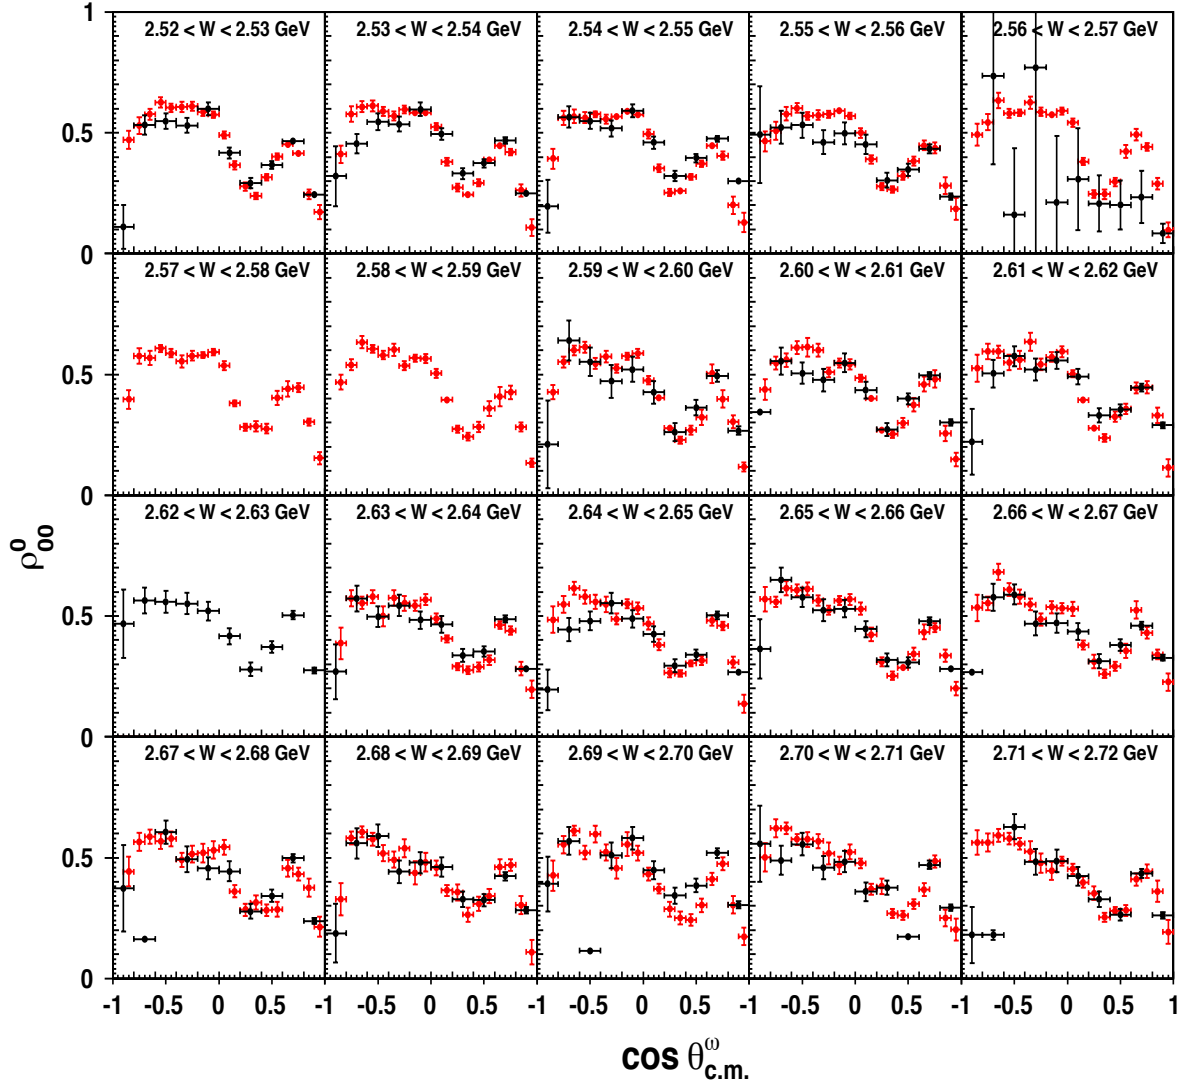 1
2.52 < W < 2.53 GeV
2.53 < W < 2.54 GeV
2.54 < W < 2.55 GeV
2.55 < W < 2.56 GeV
2.56 < W < 2.57 GeV
0.5
0
2.57 < W < 2.58 GeV
2.58 < W < 2.59 GeV
2.59 < W < 2.60 GeV
2.60 < W < 2.61 GeV
2.61 < W < 2.62 GeV
0.5
0
2.62 < W < 2.63 GeV
2.63 < W < 2.64 GeV
2.64 < W < 2.65 GeV
2.65 < W < 2.66 GeV
2.66 < W < 2.67 GeV
ρ⁰₀₀
0.5
0
2.67 < W < 2.68 GeV
2.68 < W < 2.69 GeV
2.69 < W < 2.70 GeV
2.70 < W < 2.71 GeV
2.71 < W < 2.72 GeV
0.5
0
-1 -0.5 0 0.5 -1 -0.5 0 0.5 -1 -0.5 0 0.5 -1 -0.5 0 0.5 -1 -0.5 0 0.5 1
cos θ^ω_c.m.